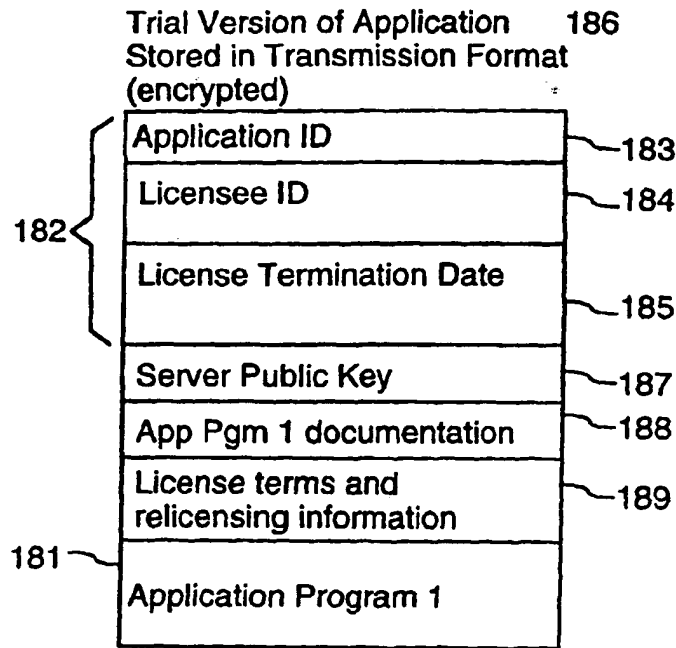 Trial Version of Application 186
Stored in Transmission Format
(encrypted)
Application ID
183
Licensee ID
184
182
License Termination Date
185
Server Public Key
187
App Pgm 1 documentation
188
License terms and
relicensing information
189
181
Application Program 1